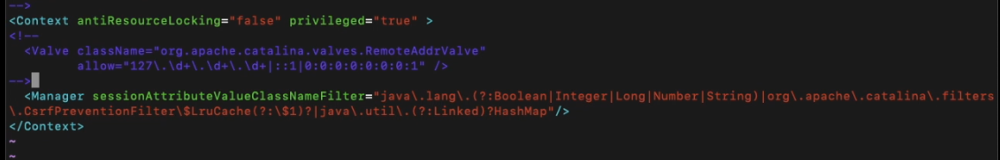 -->
<Context antiResourceLocking="false" privileged="true" >
<!--
  <Valve className="org.apache.catalina.valves.RemoteAddrValve"
         allow="127\.\d+\.\d+\.\d+|::1|0:0:0:0:0:0:0:1" />
-->
  <Manager sessionAttributeValueClassNameFilter="java\.lang\.(?:Boolean|Integer|Long|Number|String)|org\.apache\.catalina\.filters
\.CsrfPreventionFilter\$LruCache(?:\$1)?|java\.util\.(?:Linked)?HashMap"/>
</Context>
~
~